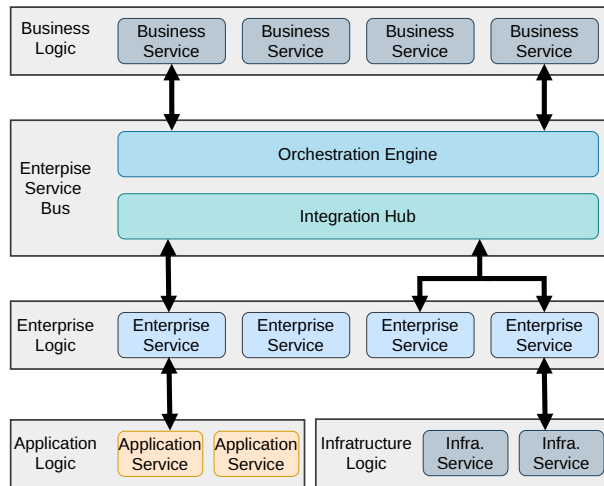 Business
Logic
Business
Service
Business
Service
Business
Service
Business
Service
Enterpise
Service
Bus
Orchestration Engine
Integration Hub
Enterprise
Logic
Enterprise
Service
Enterprise
Service
Enterprise
Service
Enterprise
Service
Application
Logic
Application
Service
Application
Service
Infratructure
Logic
Infra.
Service
Infra.
Service